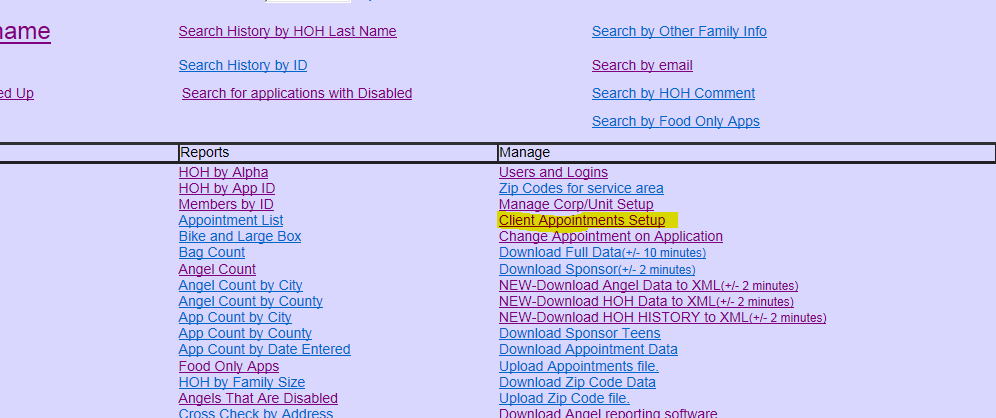 name
Search History by HOH Last Name
Search by Other Family Info
Search History by ID
Search by email
ed Up
Search for applications with Disabled
Search by HOH Comment
Search by Food Only Apps
Reports
Manage
HOH by Alpha
Users and Logins
HOH by App ID
Zip Codes for service area
Members by ID
Manage Corp/Unit Setup
Appointment List
Client Appointments Setup
Bike and Large Box
Change Appointment on Application
Bag Count
Download Full Data(+/- 10 minutes)
Angel Count
Download Sponsor(+/- 2 minutes)
Angel Count by City
NEW-Download Angel Data to XML(+/- 2 minutes)
Angel Count by County
NEW-Download HOH Data to XML(+/- 2 minutes)
App Count by City
NEW-Download HOH HISTORY to XML(+/- 2 minutes)
App Count by County
Download Sponsor Teens
App Count by Date Entered
Download Appointment Data
Food Only Apps
Upload Appointments file.
HOH by Family Size
Download Zip Code Data
Angels That Are Disabled
Upload Zip Code file.
Cross Check by Address
Download Angel reporting software